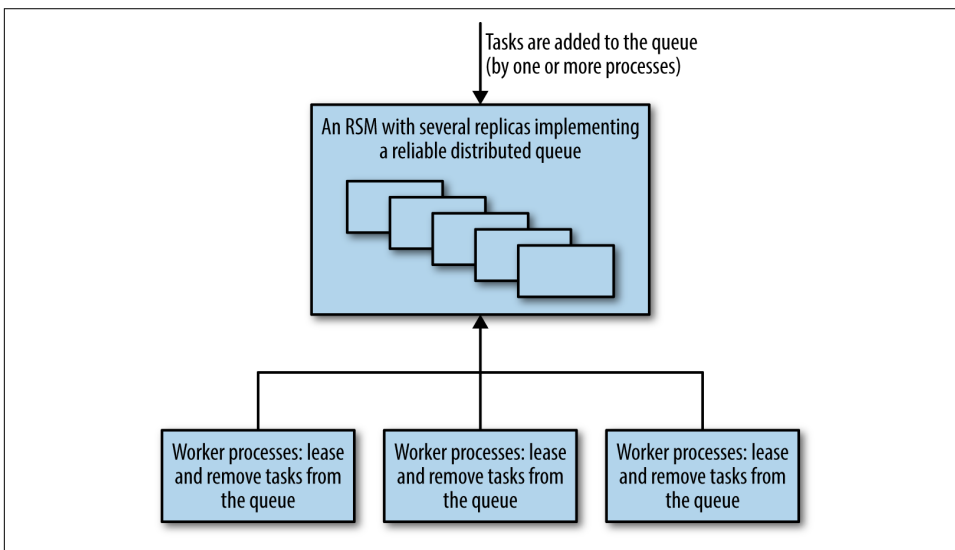 Tasks are added to the queue
(by one or more processes)
An RSM with several replicas implementing
a reliable distributed queue
Worker processes: lease
and remove tasks from
the queue
Worker processes: lease
and remove tasks from
the queue
Worker processes: lease
and remove tasks from
the queue